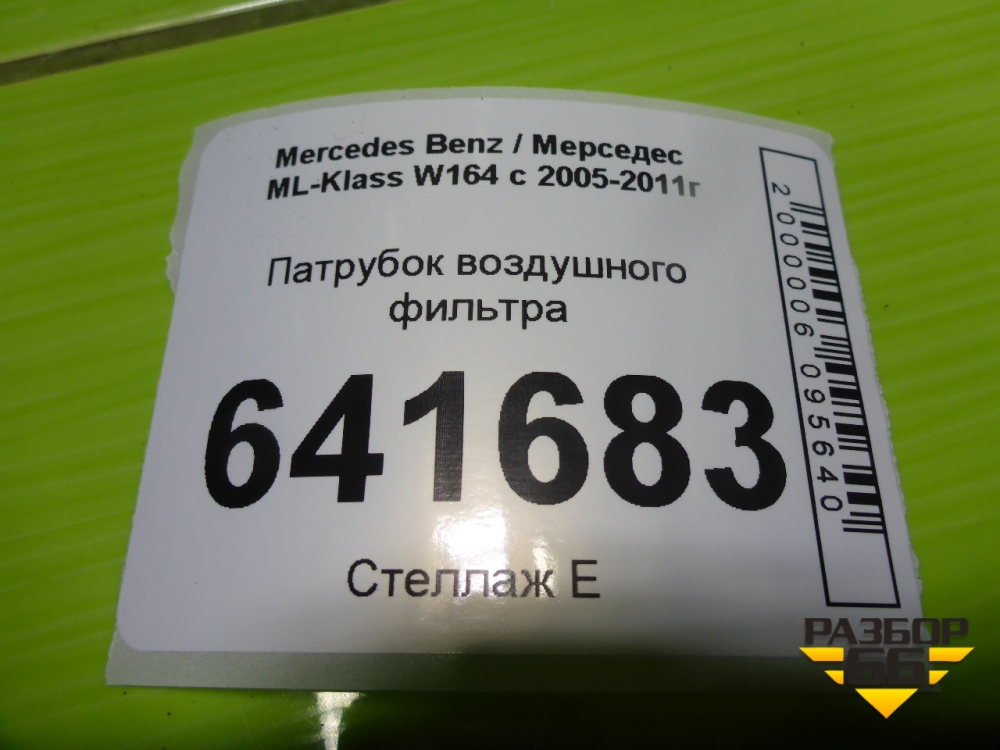 Mercedes Benz / Мерседес
ML-Klass W164 с 2005-2011г
Патрубок воздушного
фильтра
641683
Стеллаж Е
2000006095640
РАЗБОР
66